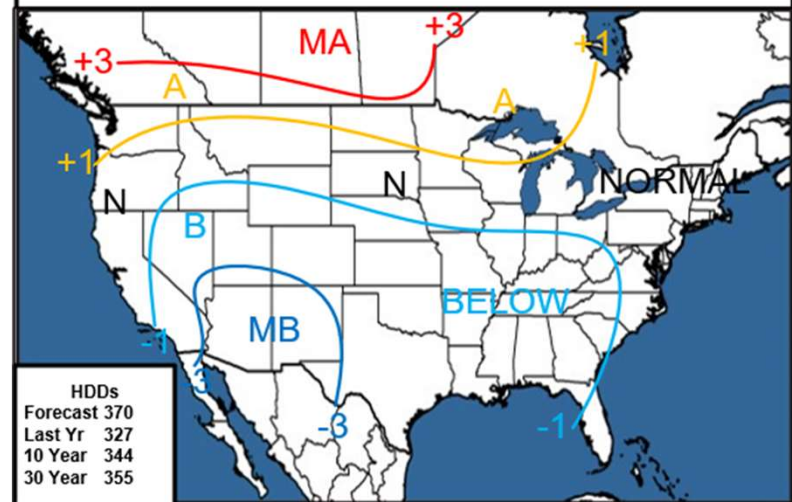 +3
MA
+3
+1
A
A
+1
N
N
NORMAL
B
BELOW
MB
-1
-3
-3
-1
HDDs
Forecast 370
Last Yr 327
10 Year 344
30 Year 355